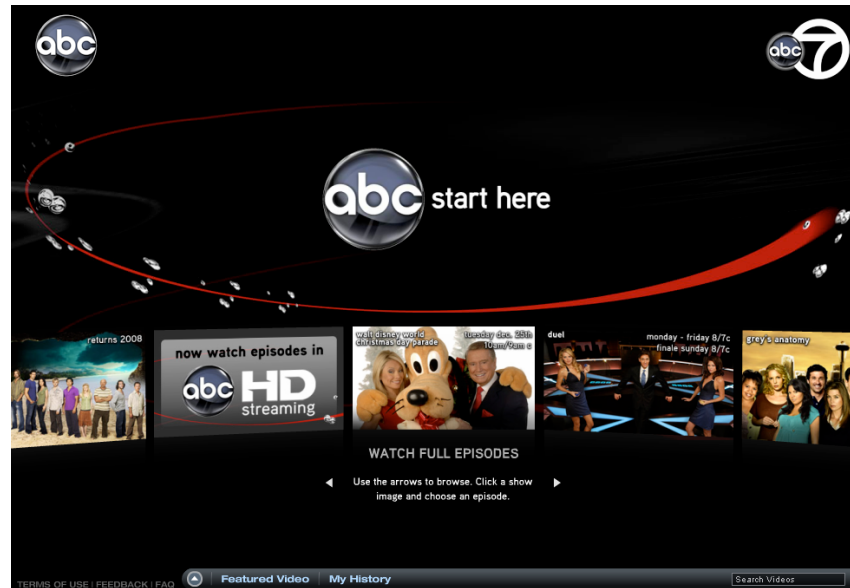 abc
abc 7
abc start here
returns 2008
now watch episodes in
abc HD
streaming
walt disney world
christmas day parade
tuesday dec. 25th
10am/9am c
duel
monday - friday 8/7c
finale sunday 8/7c
grey's anatomy
WATCH FULL EPISODES
Use the arrows to browse. Click a show
image and choose an episode.
TERMS OF USE | FEEDBACK | FAQ
Featured Video | My History
Search Videos